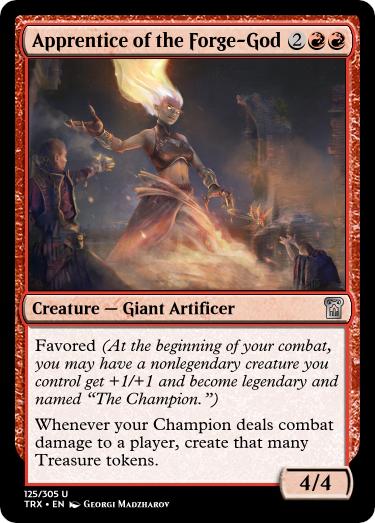 Apprentice of the Forge-God 2
Creature — Giant Artificer
Favored (At the beginning of your combat,
you may have a nonlegendary creature you
control get +1/+1 and become legendary and
named “The Champion.”)
Whenever your Champion deals combat
damage to a player, create that many
Treasure tokens.
4/4
125/305 U
TRX • EN Georgi Madzharov